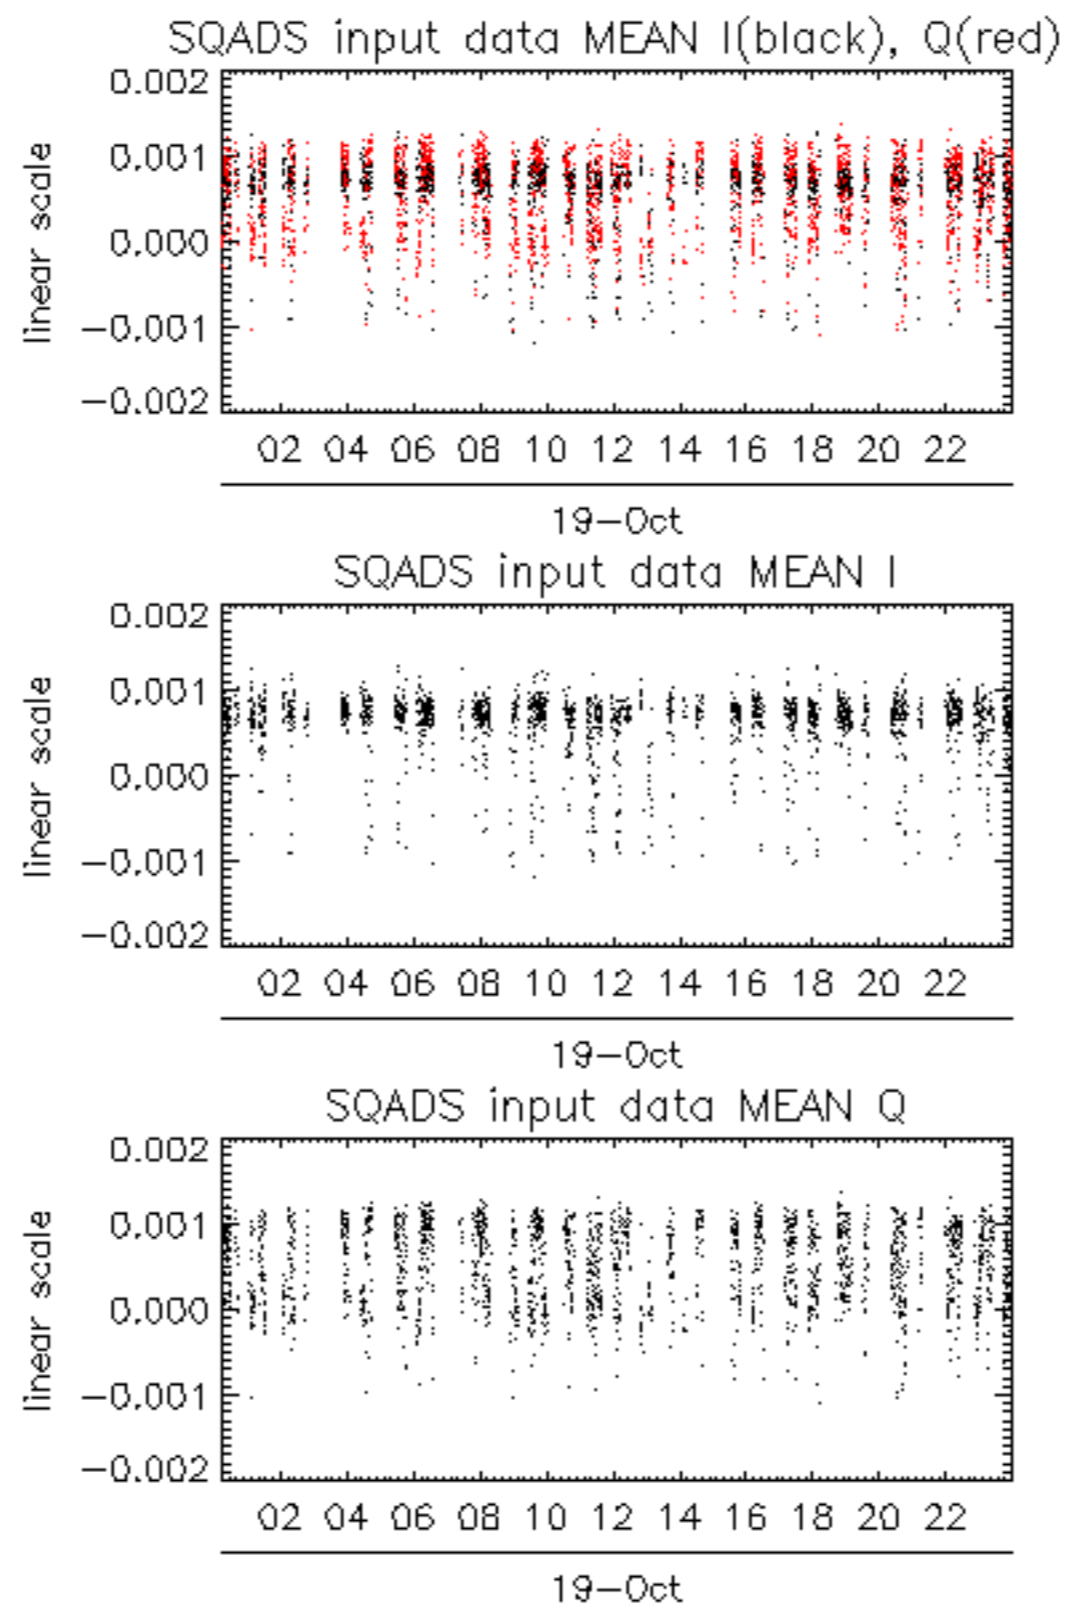 SQADS input data MEAN I(black), Q(red)
linear scale
0.002
0.001
0.000
−0.001
−0.002
02 04 06 08 10 12 14 16 18 20 22
19−Oct
SQADS input data MEAN I
linear scale
0.002
0.001
0.000
−0.001
−0.002
02 04 06 08 10 12 14 16 18 20 22
19−Oct
SQADS input data MEAN Q
linear scale
0.002
0.001
0.000
−0.001
−0.002
02 04 06 08 10 12 14 16 18 20 22
19−Oct